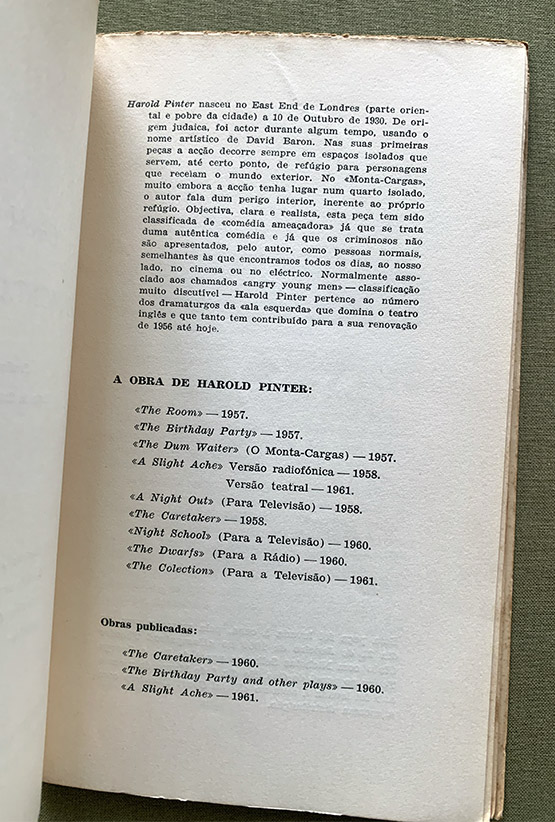 Harold Pinter nasceu no East End de Londres (parte orien-
tal e pobre da cidade) a 10 de Outubro de 1930. De ori-
gem judaica, foi actor durante algum tempo, usando o
nome artístico de David Baron. Nas suas primeiras
peças a acção decorre sempre em espaços isolados que
servem, até certo ponto, de refúgio para personagens
que receiam o mundo exterior. No «Monta-Cargas»,
muito embora a acção tenha lugar num quarto isolado,
o autor fala dum perigo interior, inerente ao próprio
refúgio. Objectiva, clara e realista, esta peça tem sido
classificada de «comédia ameaçadora» já que se trata
duma autêntica comédia e já que os criminosos não
são apresentados, pelo autor, como pessoas normais,
semelhantes às que encontramos todos os dias, ao nosso
lado, no cinema ou no eléctrico. Normalmente asso-
ciado aos chamados «angry young men» — classificação
muito discutível — Harold Pinter pertence ao número
dos dramaturgos da «ala esquerda» que domina o teatro
inglês e que tanto tem contribuído para a sua renovação
de 1956 até hoje.
A OBRA DE HAROLD PINTER:
«The Room» — 1957.
«The Birthday Party» — 1957.
«The Dum Waiter» (O Monta-Cargas) — 1957.
«A Slight Ache» Versão radiofónica — 1958.
Versão teatral — 1961.
«A Night Out» (Para Televisão) — 1958.
«The Caretaker» — 1958.
«Night School» (Para a Televisão) — 1960.
«The Dwarfs» (Para a Rádio) — 1960.
«The Colection» (Para a Televisão) — 1961.
Obras publicadas:
«The Caretaker» — 1960.
«The Birthday Party and other plays» — 1960.
«A Slight Ache» — 1961.